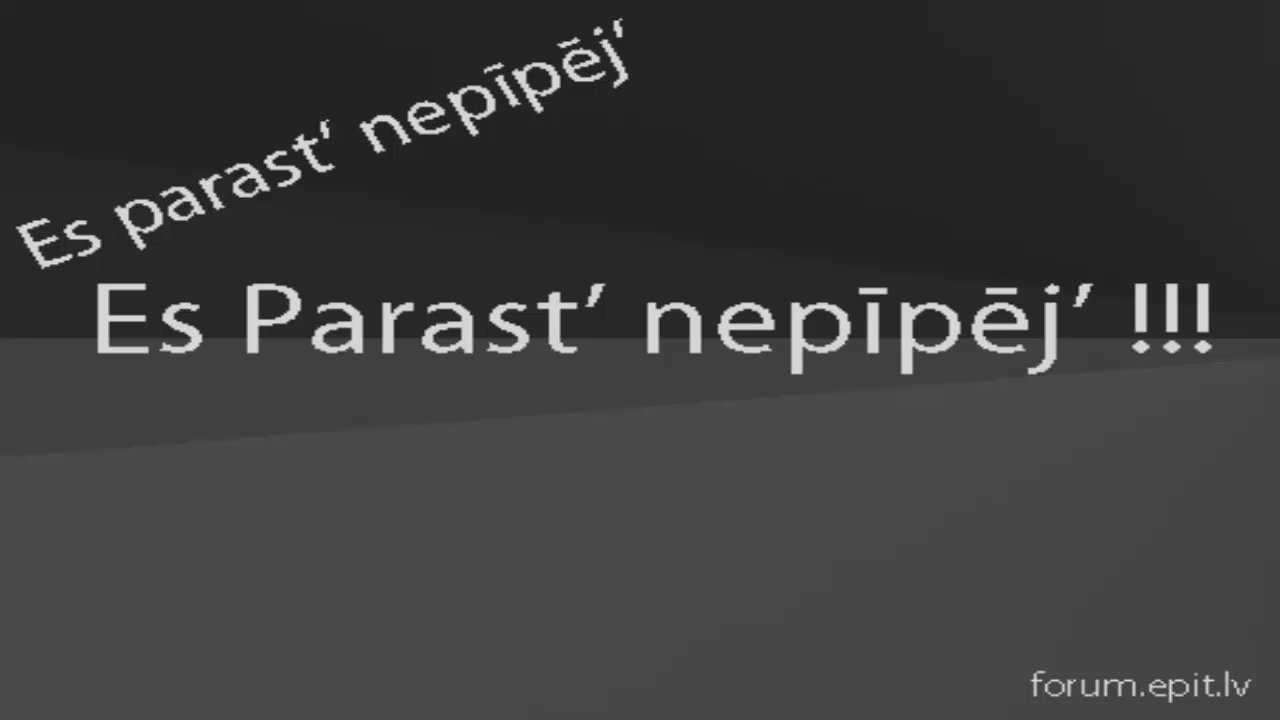 Es parast’ nepīpēj’
Es Parast’ nepīpēj’ !!!
forum.epit.lv